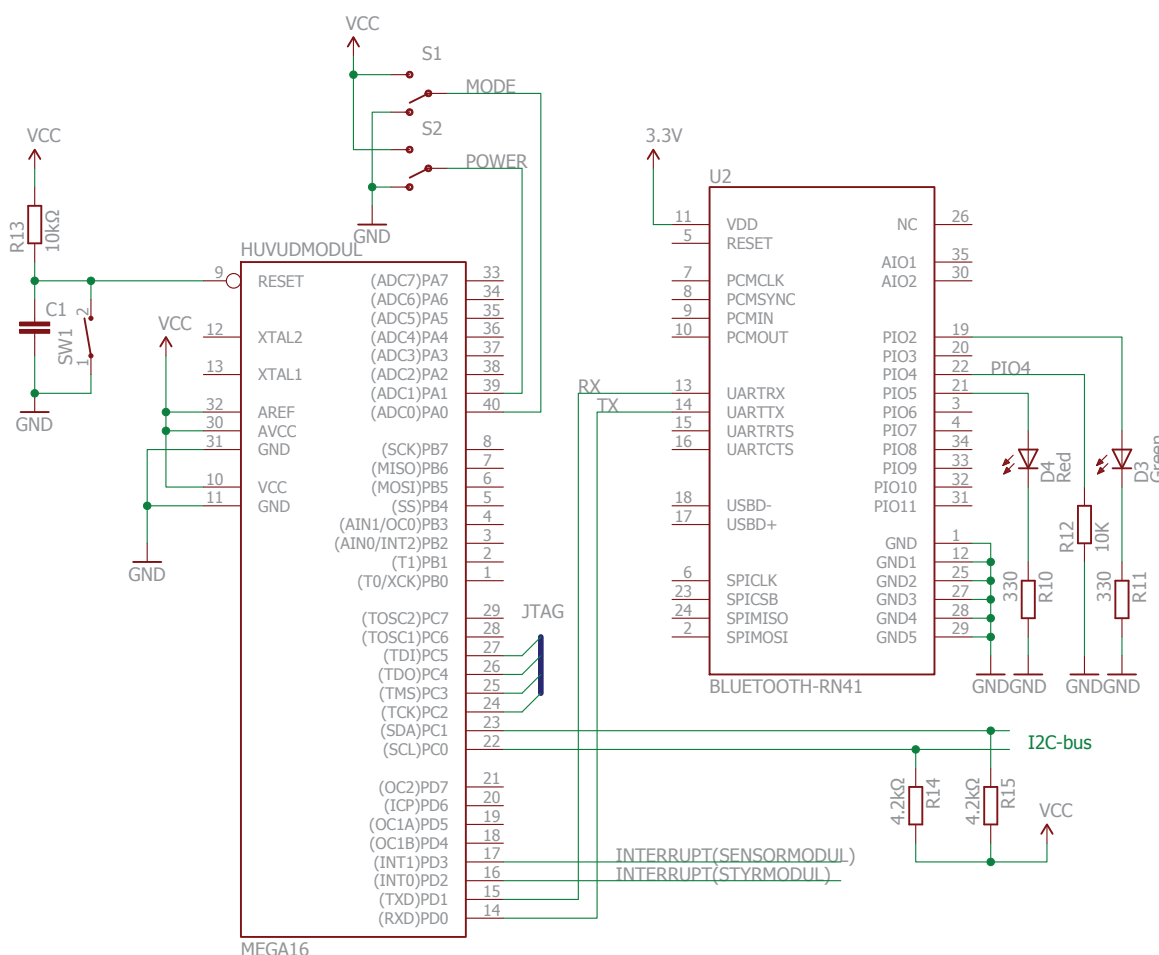 VCC
S1
MODE
S2
POWER
GND
VCC
R13
10kΩ
C1
SW1
2
1
GND
VCC
GND
HUVUDMODUL
9 RESET
12 XTAL2
13 XTAL1
32 AREF
30 AVCC
31 GND
10 VCC
11 GND
(ADC7)PA7 33
(ADC6)PA6 34
(ADC5)PA5 35
(ADC4)PA4 36
(ADC3)PA3 37
(ADC2)PA2 38
(ADC1)PA1 39
(ADC0)PA0 40
(SCK)PB7 8
(MISO)PB6 7
(MOSI)PB5 6
(SS)PB4 5
(AIN1/OC0)PB3 4
(AIN0/INT2)PB2 3
(T1)PB1 2
(T0/XCK)PB0 1
(TOSC2)PC7 29
(TOSC1)PC6 28
(TDI)PC5 27
(TDO)PC4 26
(TMS)PC3 25
(TCK)PC2 24
(SDA)PC1 23
(SCL)PC0 22
(OC2)PD7 21
(ICP)PD6 20
(OC1A)PD5 19
(OC1B)PD4 18
(INT1)PD3 17
(INT0)PD2 16
(TXD)PD1 15
(RXD)PD0 14
MEGA16
JTAG
RX
TX
INTERRUPT(SENSORMODUL)
INTERRUPT(STYRMODUL)
3.3V
U2
11 VDD
5 RESET
7 PCMCLK
8 PCMSYNC
9 PCMIN
10 PCMOUT
13 UARTRX
14 UARTTX
15 UARTRTS
16 UARTCTS
18 USBD-
17 USBD+
6 SPICLK
23 SPICSB
24 SPIMISO
2 SPIMOSI
NC 26
AIO1 35
AIO2 30
PIO2 19
PIO3 20
PIO4 22
PIO5 21
PIO6 3
PIO7 4
PIO8 34
PIO9 33
PIO10 32
PIO11 31
GND 1
GND1 12
GND2 25
GND3 27
GND4 28
GND5 29
BLUETOOTH-RN41
PIO4
D4
Red
D3
Green
R12
10K
330
R10
330
R11
GND
GND
GND
GND
I2C-bus
4.2kΩ
R14
4.2kΩ
R15
VCC